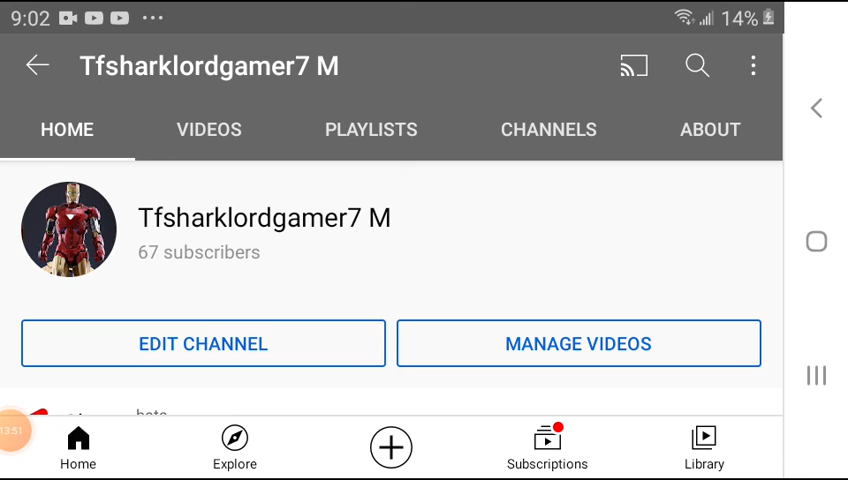 9:02 14%
Tfsharklordgamer7 M
HOME VIDEOS PLAYLISTS CHANNELS ABOUT
Tfsharklordgamer7 M
67 subscribers
EDIT CHANNEL MANAGE VIDEOS
13:51
Home Explore Subscriptions Library